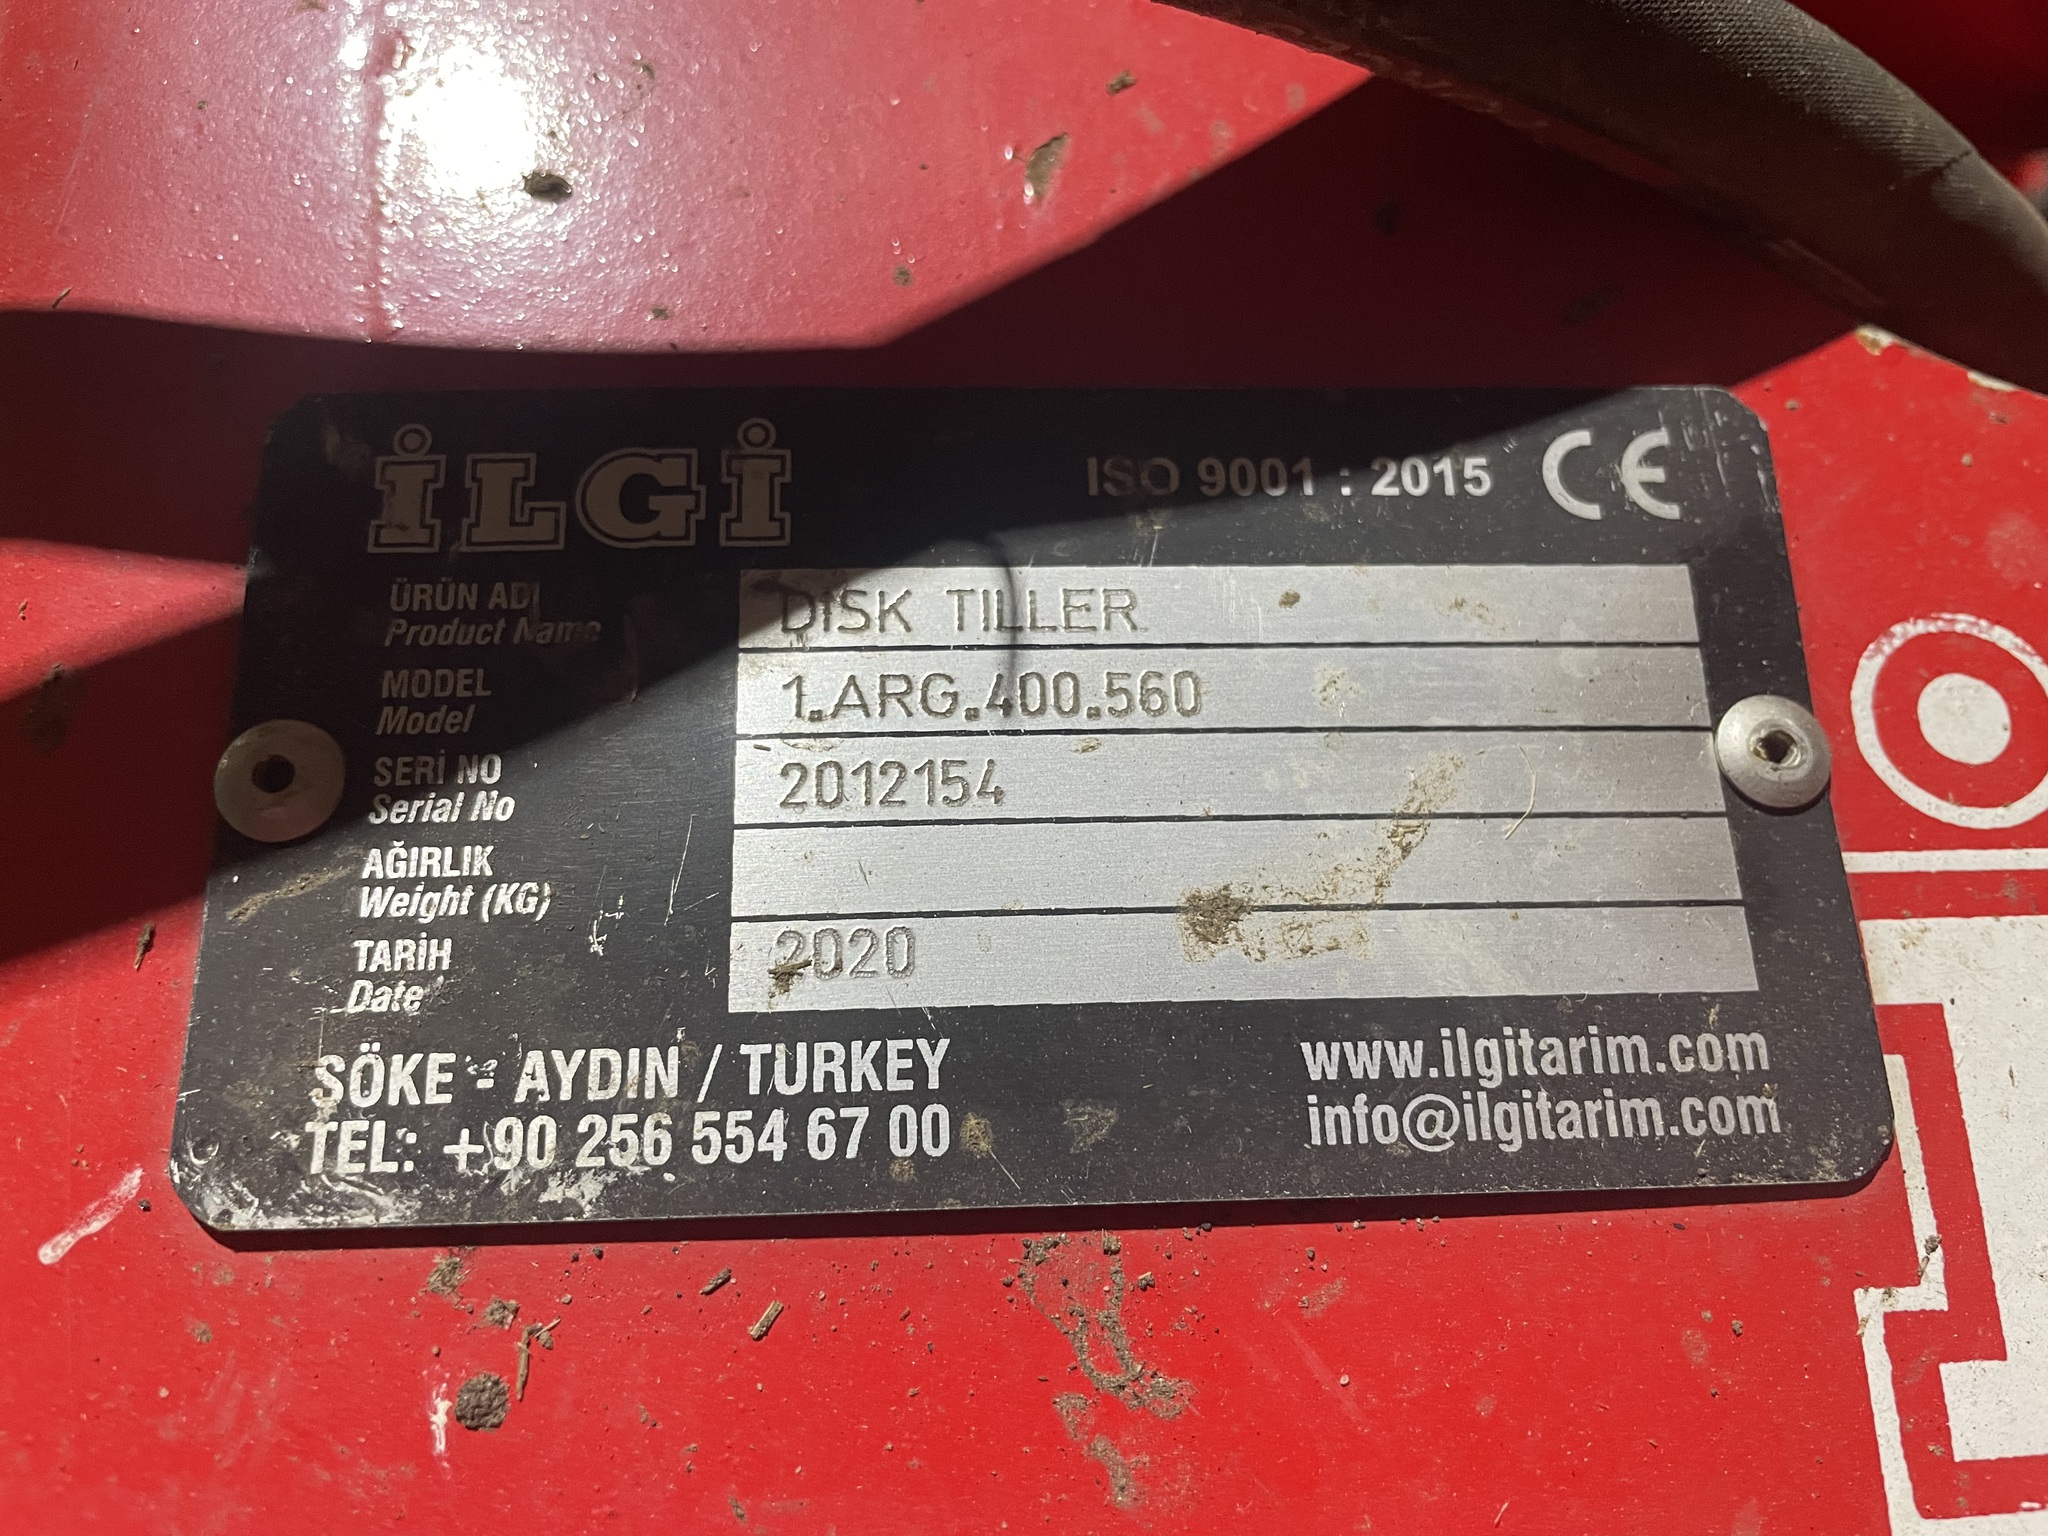 İLGİ
ISO 9001 : 2015 CE
ÜRÜN ADI
Product Name
DISK TILLER
MODEL
Model
1.ARG.400.560
SERİ NO
Serial No
2012154
AĞIRLIK
Weight (KG)
TARİH
Date
2020
SÖKE - AYDIN / TURKEY
TEL: +90 256 554 67 00
www.ilgitarim.com
info@ilgitarim.com